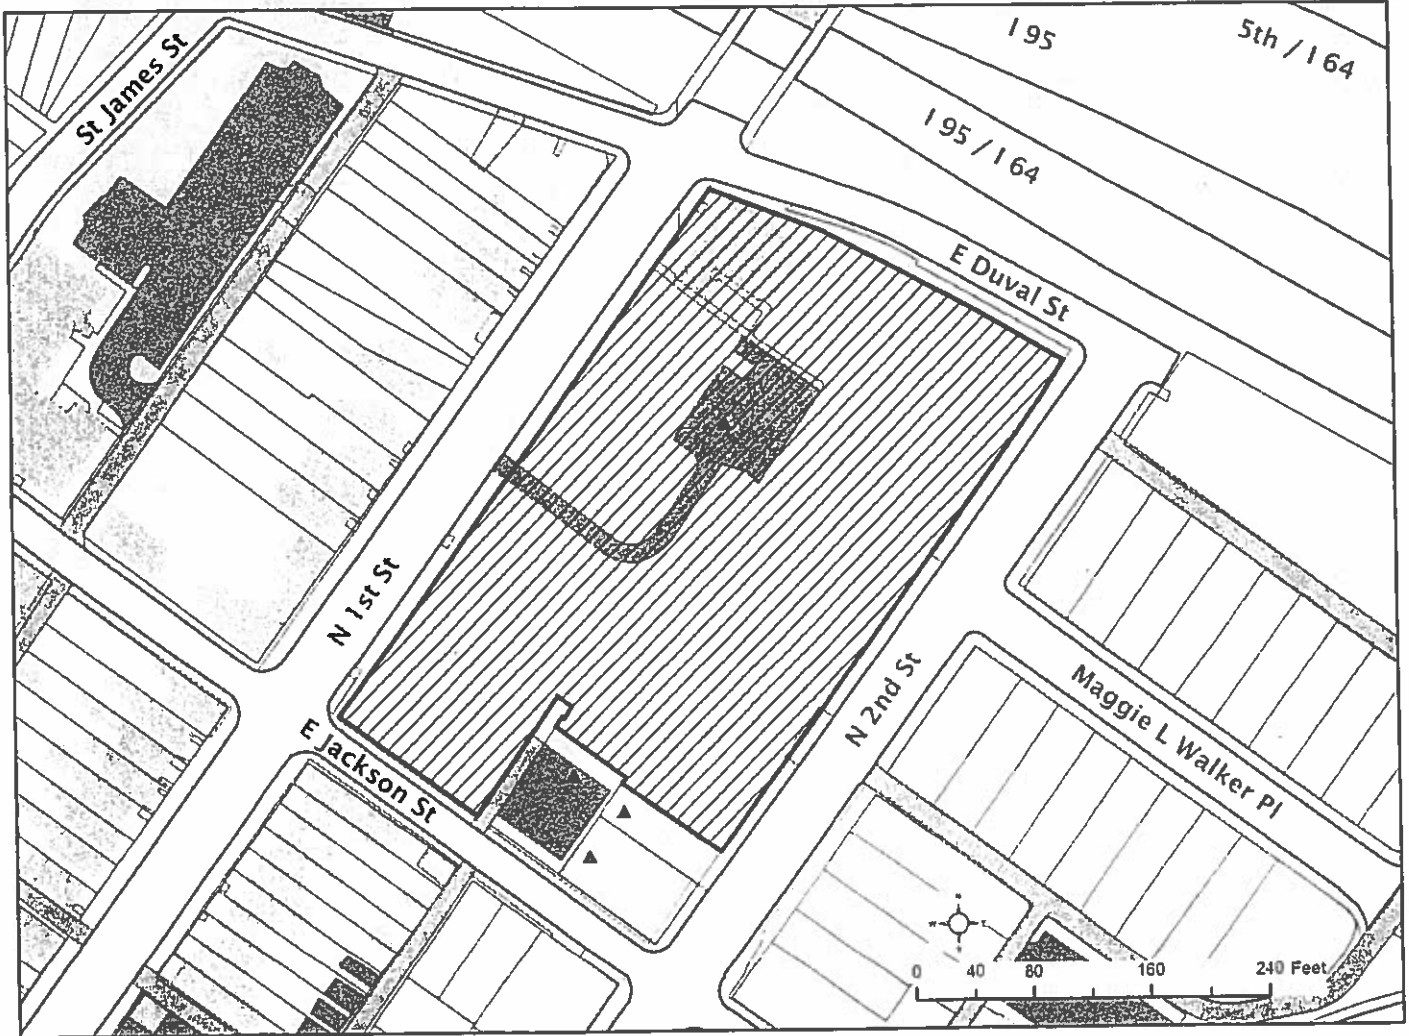 I 95
5th / I 64
St James St
I 95 / I 64
E Duval St
N 1st St
Maggie L Walker Pl
N 2nd St
E Jackson St
0 40 80 160 240 Feet